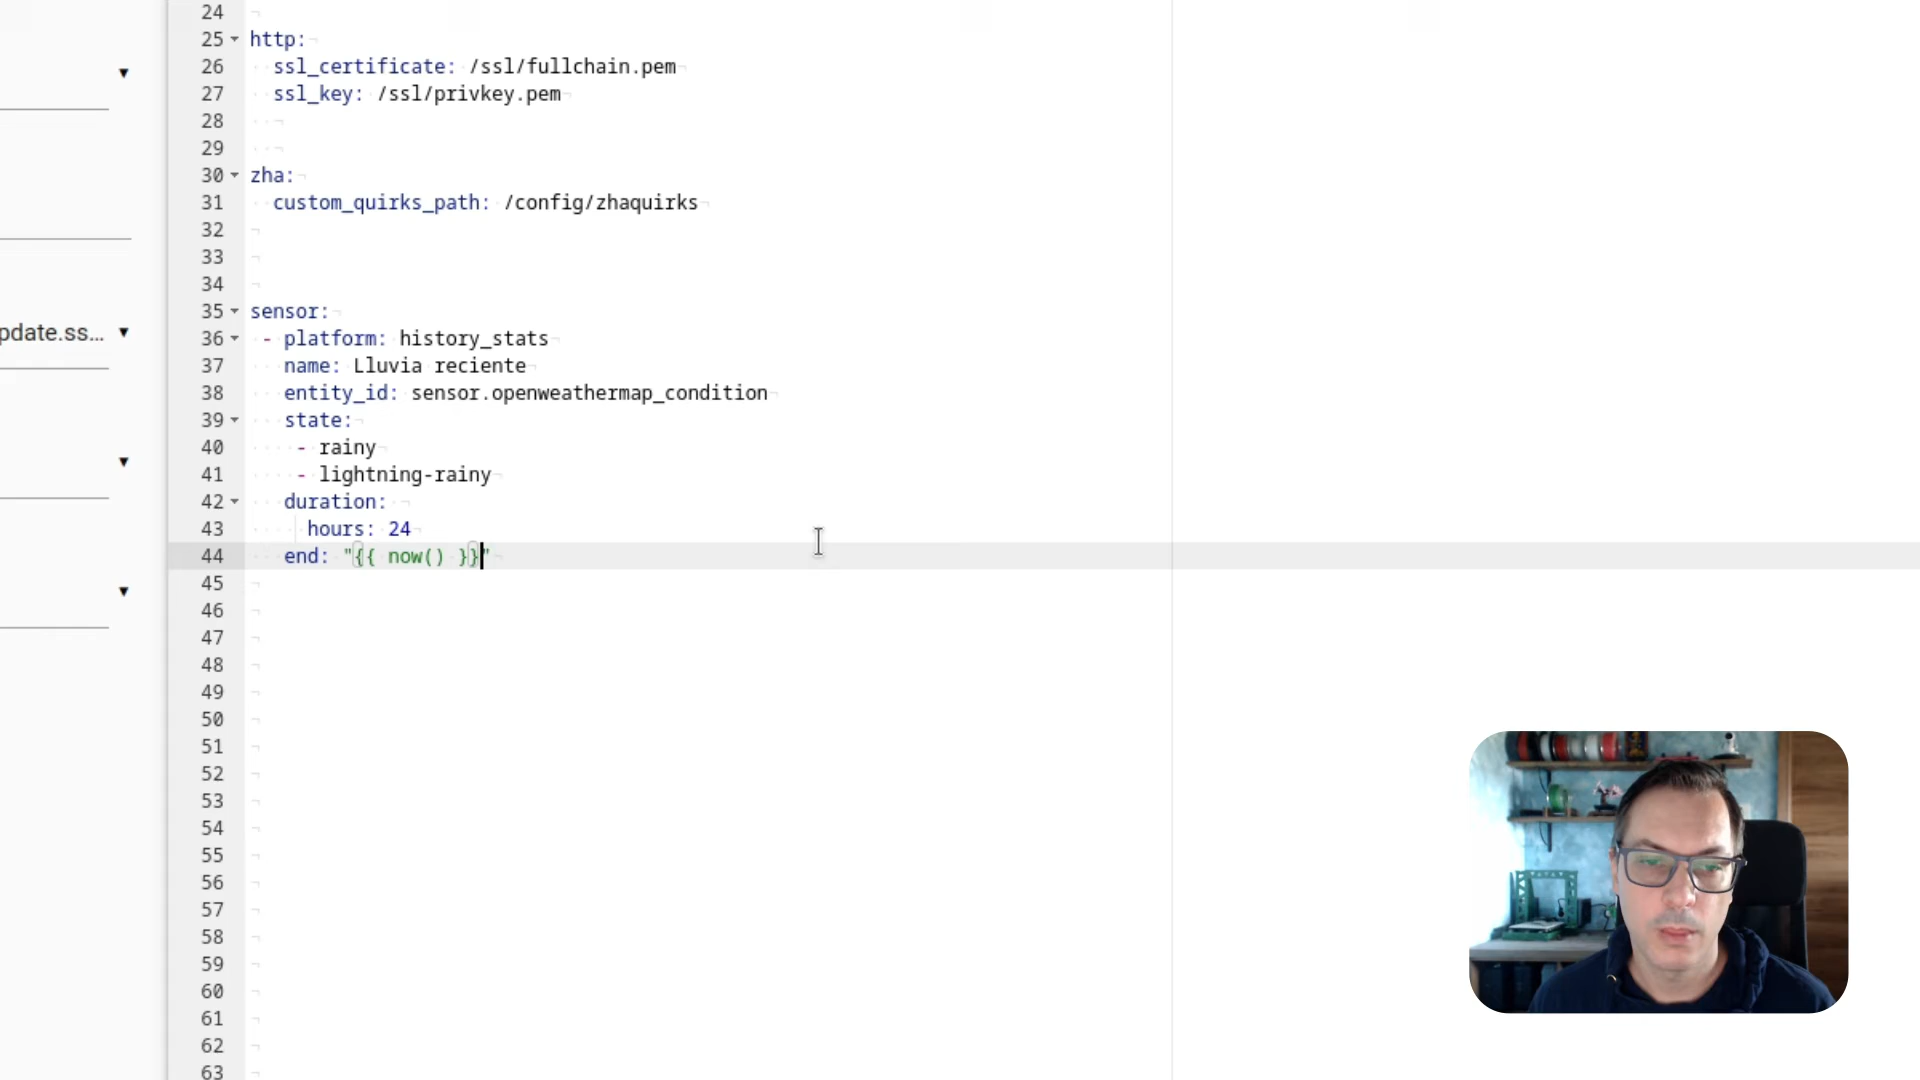 24
25 http:
26 ssl_certificate: /ssl/fullchain.pem
27 ssl_key: /ssl/privkey.pem
28
29
30 zha:
31 custom_quirks_path: /config/zhaquirks
32
33
34
35 sensor:
36 - platform: history_stats
37 name: Lluvia reciente
pdate.ss...
38 entity_id: sensor.openweathermap_condition
39 state:
40 - rainy
41 - lightning-rainy
42 duration:
43 hours: 24
44 end: "{{ now() }}"
45
46
47
48
49
50
51
52
53
54
55
56
57
58
59
60
61
62
63